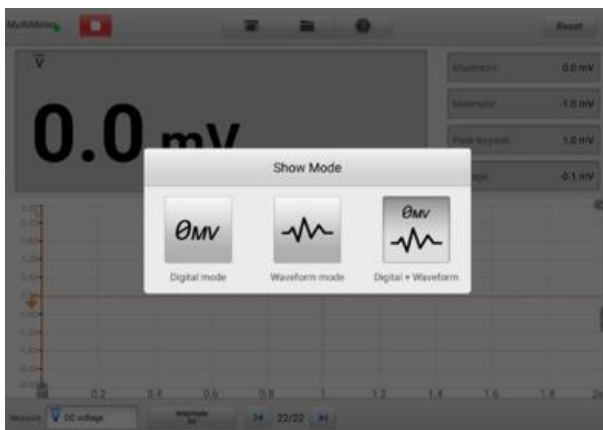 MultiMeter
Reset
V
0.0 mV
Maximum: 0.0 mV
Minimum: -1.0 mV
Peak-to-peak: 1.0 mV
-0.1 mV
Show Mode
0MV
0MV
Digital mode
Waveform mode
Digital + Waveform
0.2 0.4 0.6 0.8 1 1.2 1.4 1.6 1.8
Measure V DC voltage
Amplitude
22/22